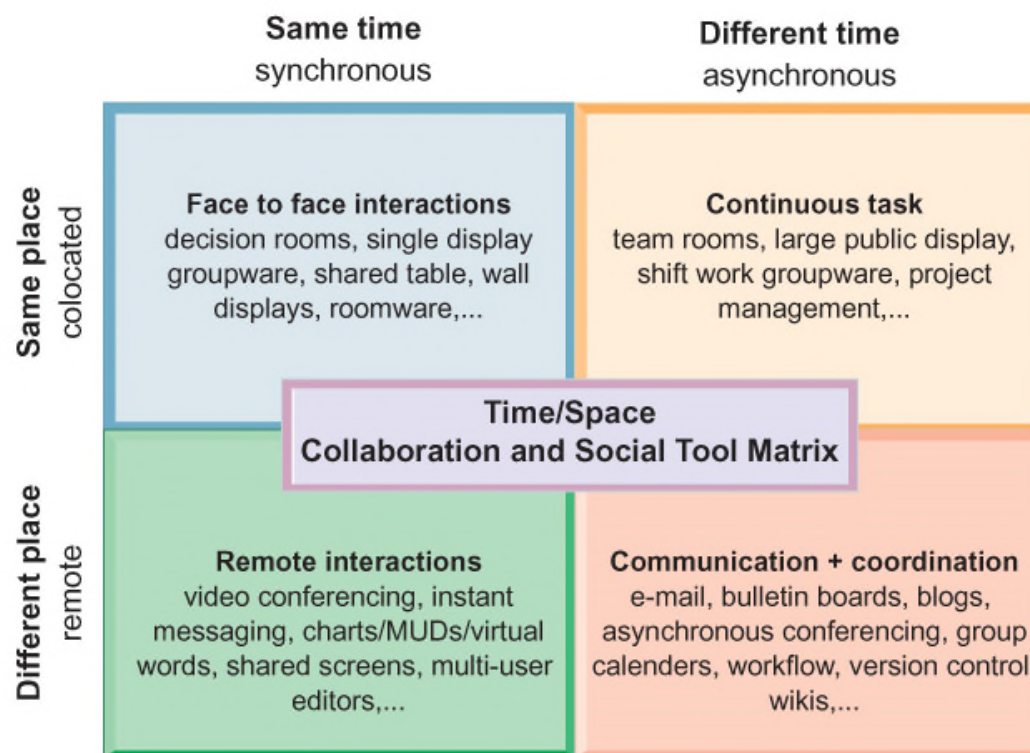 Same time
synchronous
Different time
asynchronous
Same place
colocated
Face to face interactions
decision rooms, single display
groupware, shared table, wall
displays, roomware,...
Continuous task
team rooms, large public display,
shift work groupware, project
management,...
Time/Space
Collaboration and Social Tool Matrix
Different place
remote
Remote interactions
video conferencing, instant
messaging, charts/MUDs/virtual
words, shared screens, multi-user
editors,...
Communication + coordination
e-mail, bulletin boards, blogs,
asynchronous conferencing, group
calenders, workflow, version control,
wikis,...